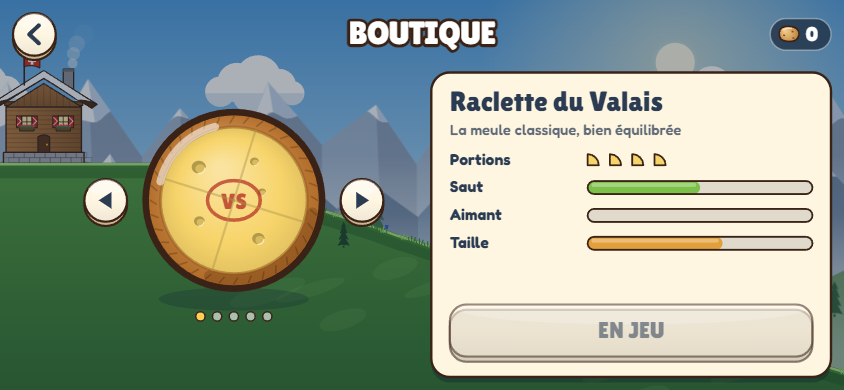 BOUTIQUE
0
Raclette du Valais
La meule classique, bien équilibrée
Portions
Saut
Aimant
Taille
VS
EN JEU